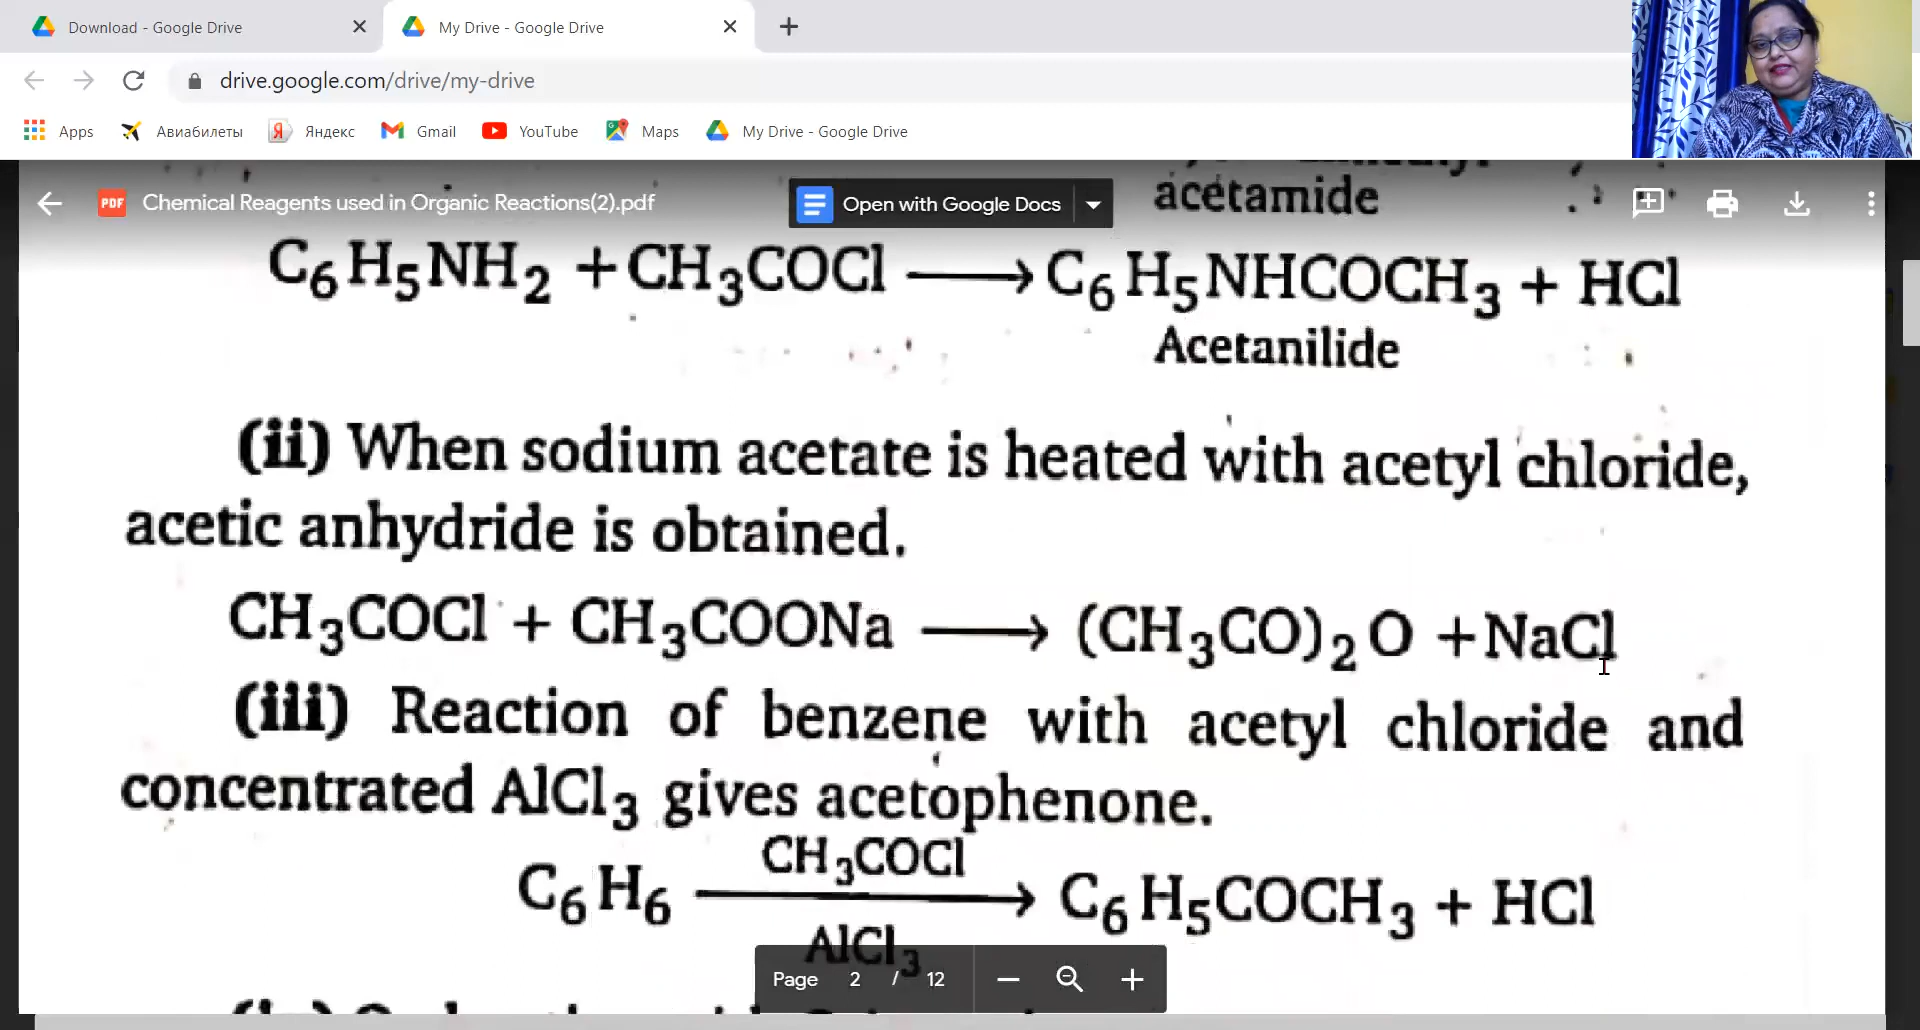 Download - Google Drive
My Drive - Google Drive
drive.google.com/drive/my-drive
Apps Авиабилеты Яндекс Gmail YouTube Maps My Drive - Google Drive
acetamide
PDF Chemical Reagents used in Organic Reactions(2).pdf Open with Google Docs
C₆H₅NH₂ + CH₃COCl ⟶ C₆H₅NHCOCH₃ + HCl
Acetanilide
(ii) When sodium acetate is heated with acetyl chloride,
acetic anhydride is obtained.
CH₃COCl + CH₃COONa ⟶ (CH₃CO)₂O + NaCl
(iii) Reaction of benzene with acetyl chloride and
concentrated AlCl₃ gives acetophenone.
CH₃COCl
C₆H₆ ⟶ C₆H₅COCH₃ + HCl
AlCl₃
Page 2 / 12